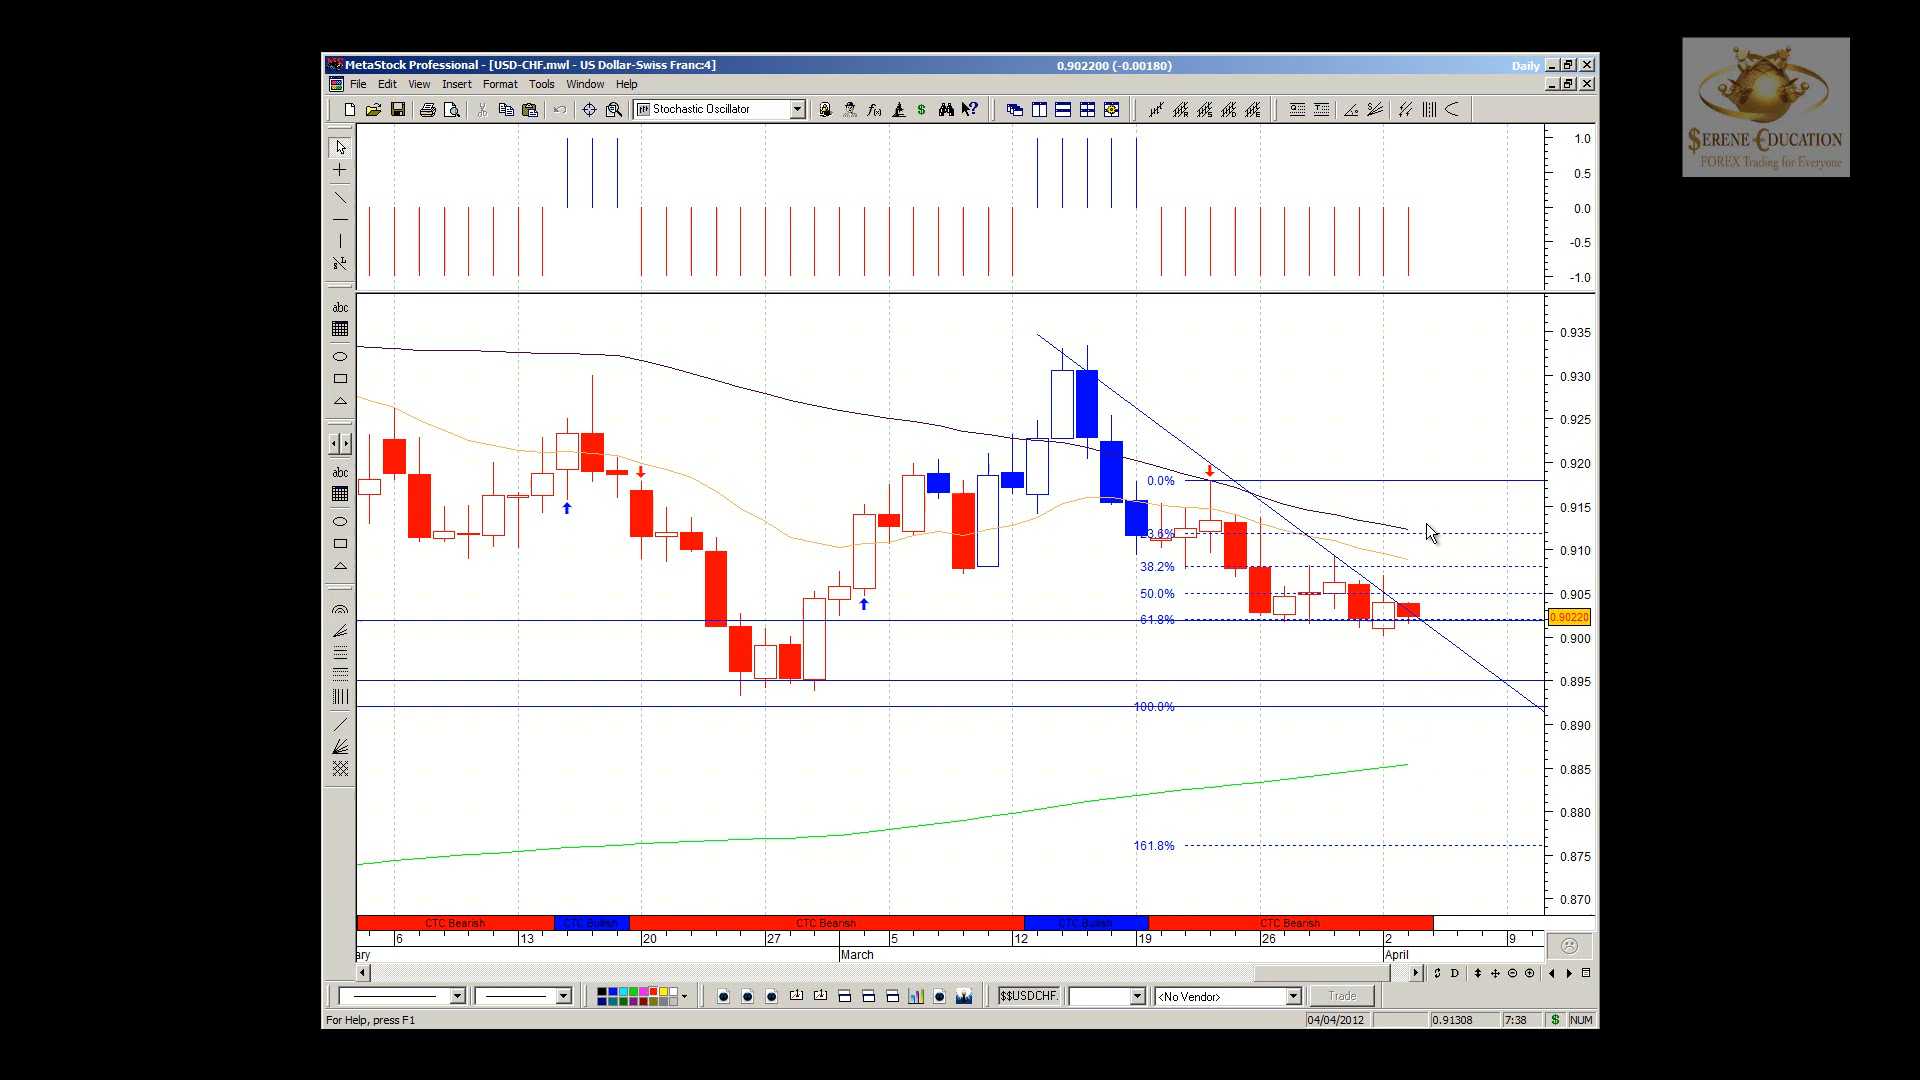 MetaStock Professional - [USD-CHF.mwl - US Dollar-Swiss Franc:4]
0.902200 (-0.00180)
Daily
File Edit View Insert Format Tools Window Help
Stochastic Oscillator
$ERENE EDUCATION
FOREX Trading for Everyone
1.0
0.5
0.0
-0.5
-1.0
abc
abc
0.935
0.930
0.925
0.920
0.915
0.910
0.905
0.90220
0.900
0.895
0.890
0.885
0.880
0.875
0.870
0.0%
23.6%
38.2%
50.0%
61.8%
100.0%
161.8%
CTC Bearish CTC Bullish CTC Bearish CTC Bullish CTC Bearish
6 13 20 27 5 12 19 26 2 9
ary March April
D
$$USDCHF.
<No Vendor>
Trade
For Help, press F1
04/04/2012
0.91308
7:38
$
NUM